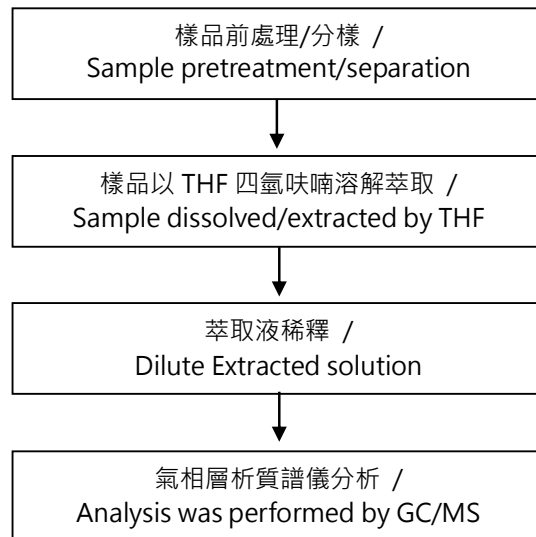 樣品前處理/分樣 /
Sample pretreatment/separation
樣品以 THF 四氫呋喃溶解萃取 /
Sample dissolved/extracted by THF
萃取液稀釋 /
Dilute Extracted solution
氣相層析質譜儀分析 /
Analysis was performed by GC/MS